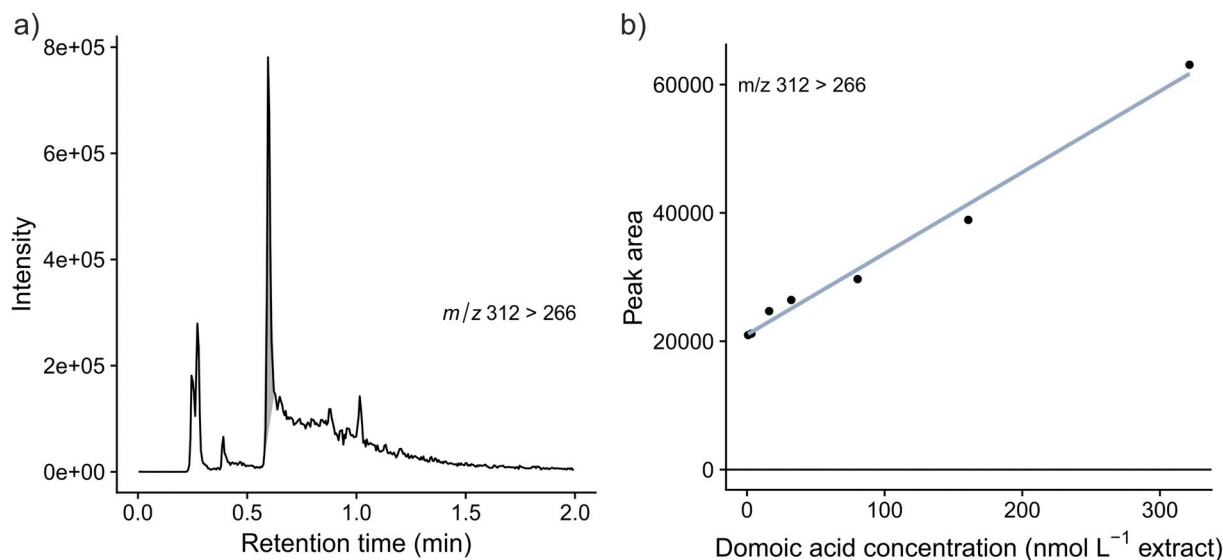 a)
8e+05
6e+05
4e+05
2e+05
0e+00
Intensity
m/z 312 > 266
0.0 0.5 1.0 1.5 2.0
Retention time (min)
b)
60000
40000
20000
0
Peak area
m/z 312 > 266
0 100 200 300
Domoic acid concentration (nmol L⁻¹ extract)